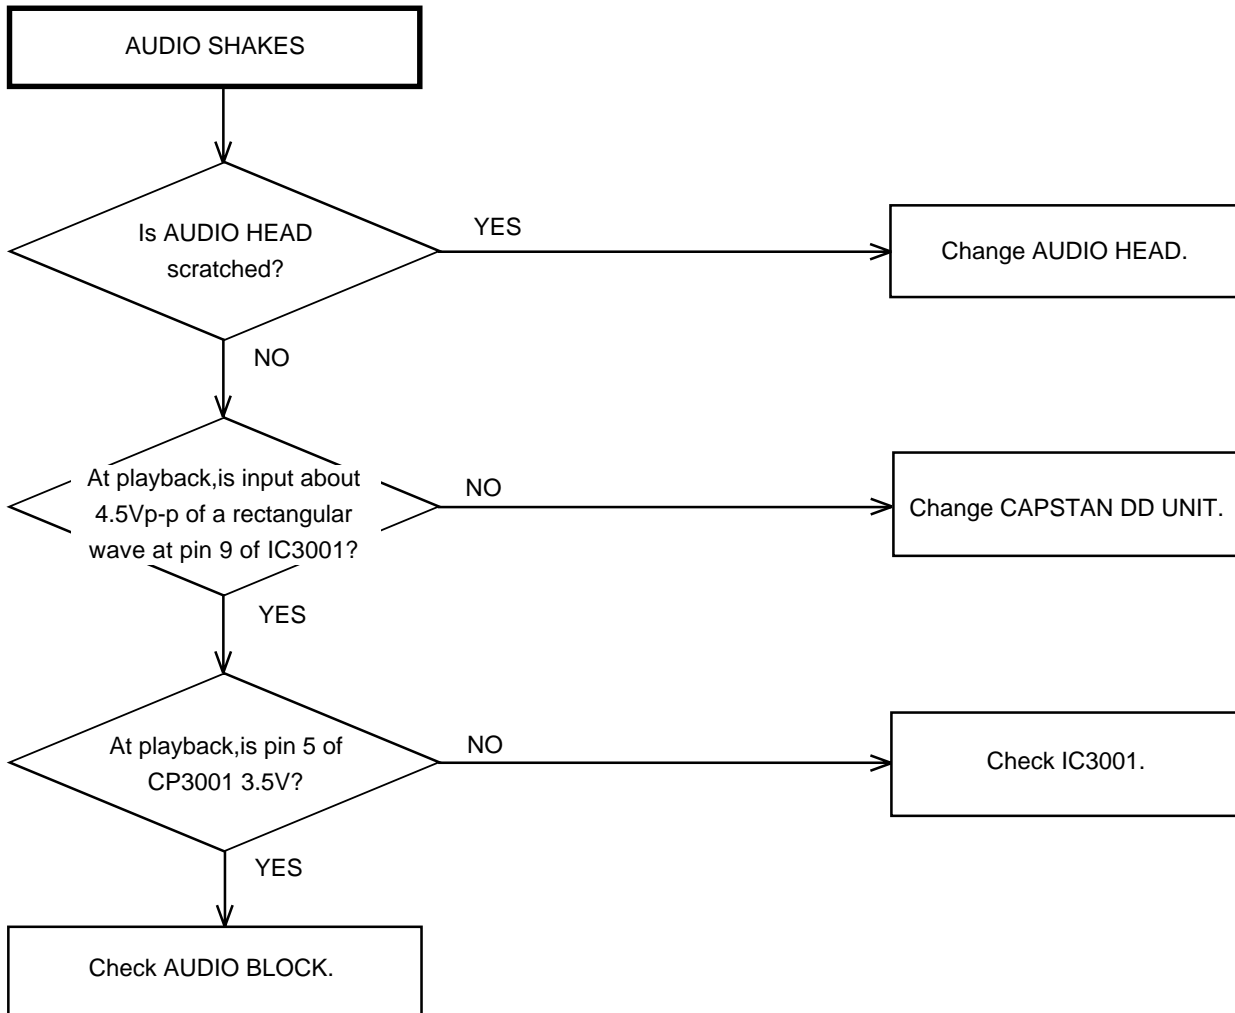 AUDIO SHAKES
Is AUDIO HEAD
scratched?
YES
Change AUDIO HEAD.
NO
At playback,is input about
4.5Vp-p of a rectangular
wave at pin 9 of IC3001?
NO
Change CAPSTAN DD UNIT.
YES
At playback,is pin 5 of
CP3001 3.5V?
NO
Check IC3001.
YES
Check AUDIO BLOCK.